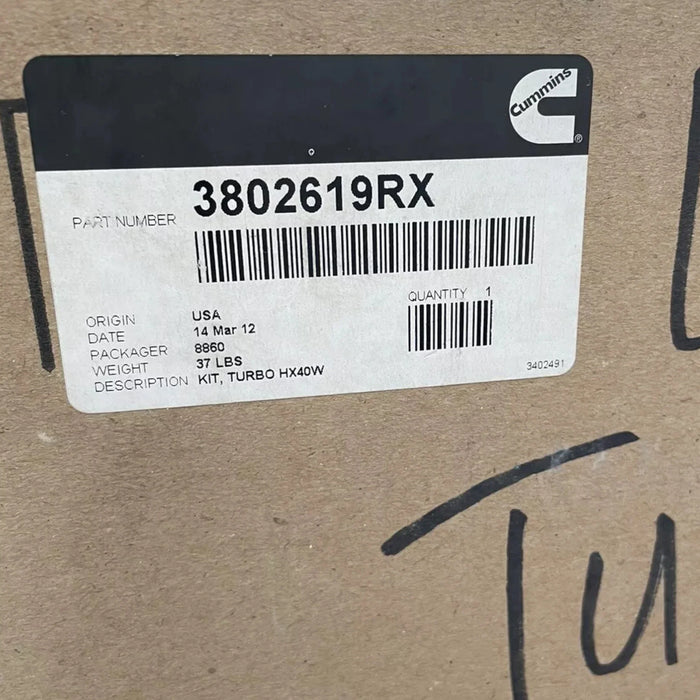 Cummins
®
PART NUMBER 3802619RX
QUANTITY 1
ORIGIN USA
DATE 14 Mar 12
PACKAGER 8860
WEIGHT 37 LBS
DESCRIPTION KIT, TURBO HX40W
3402491
Tu